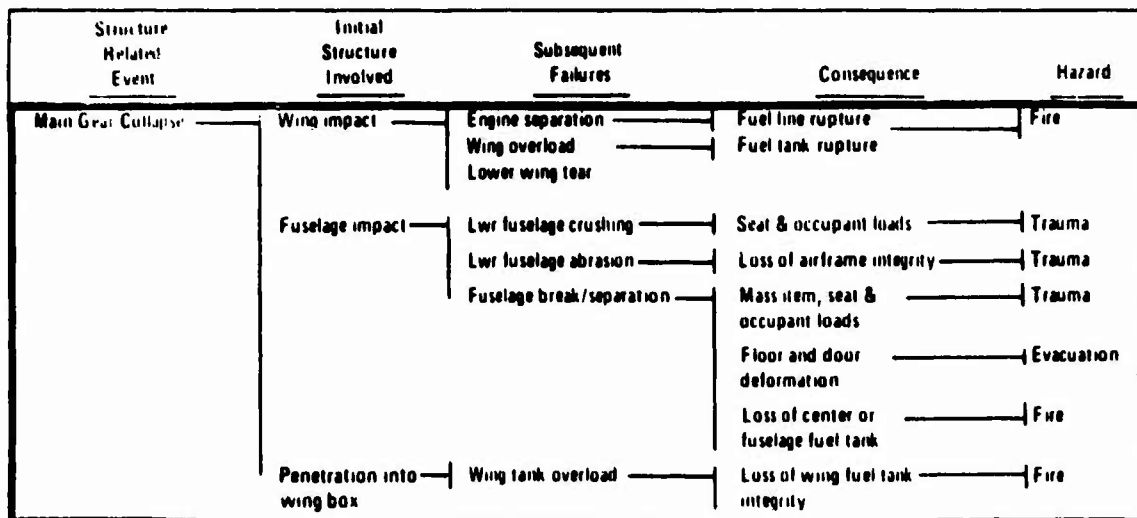 Structure Related Event
Initial Structure Involved
Subsequent Failures
Consequence
Hazard
Main Gear Collapse
Wing impact
Engine separation
Fuel line rupture
Fire
Wing overload
Fuel tank rupture
Lower wing tear
Fuselage impact
Lwr fuselage crushing
Seat & occupant loads
Trauma
Lwr fuselage abrasion
Loss of airframe integrity
Trauma
Fuselage break/separation
Mass item, seat &
occupant loads
Trauma
Floor and door
deformation
Evacuation
Loss of center or
fuselage fuel tank
Fire
Penetration into
wing box
Wing tank overload
Loss of wing fuel tank
integrity
Fire